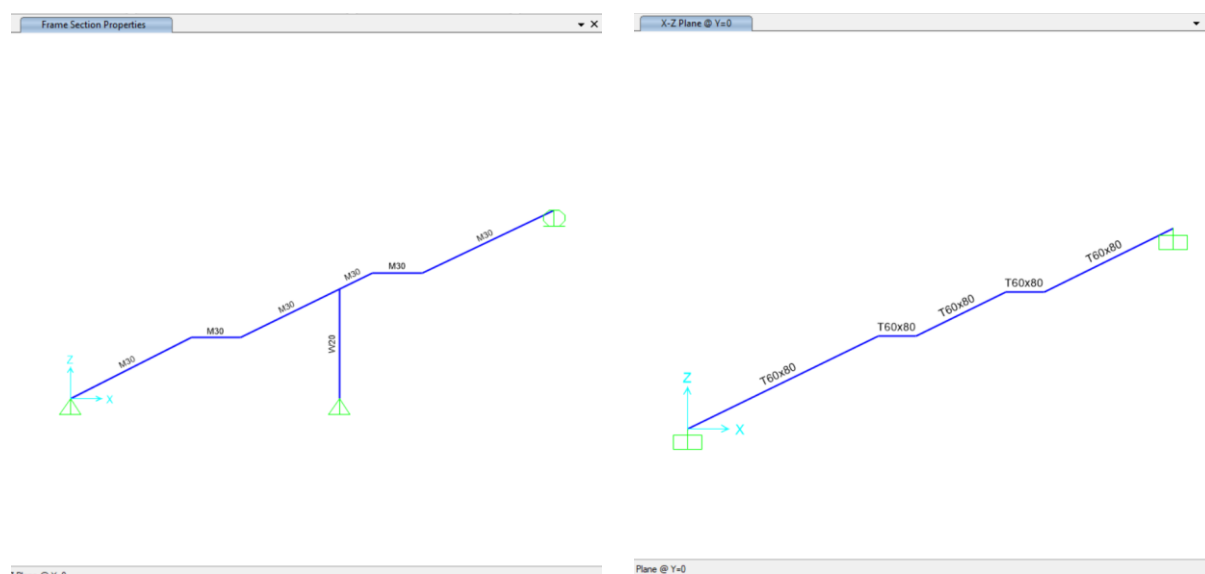 Frame Section Properties
M30
M30
M30
M30
M30
M30
W20
Z
X
X-Z Plane @ Y=0
T60x80
T60x80
T60x80
T60x80
T60x80
Z
X
Plane @ Y=0